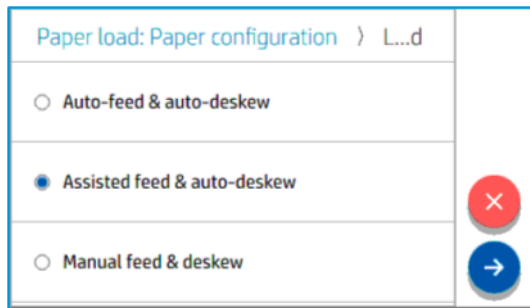 Paper load: Paper configuration 〉 L...d
Auto-feed & auto-deskew
Assisted feed & auto-deskew
Manual feed & deskew